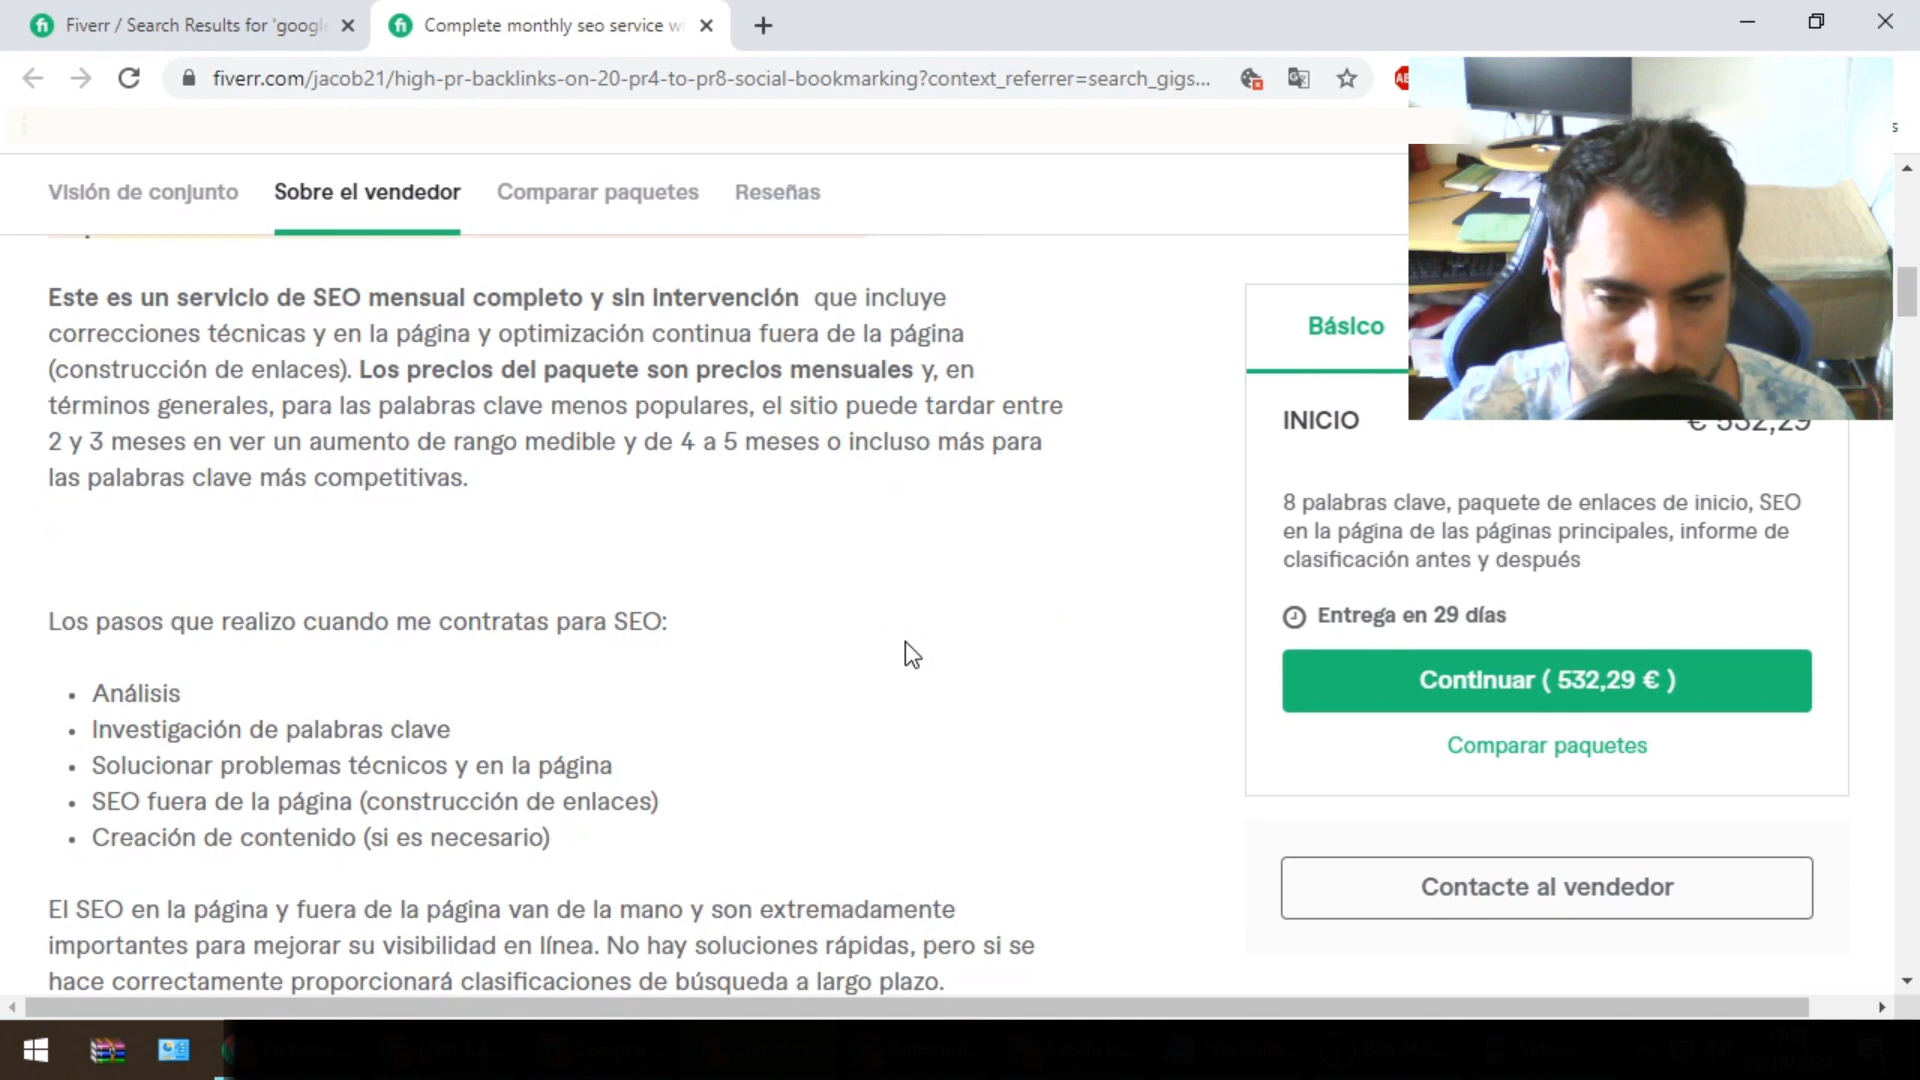 Fiverr / Search Results for 'googl
Complete monthly seo service wi
fiverr.com/jacob21/high-pr-backlinks-on-20-pr4-to-pr8-social-bookmarking?context_referrer=search_gigs...
Visión de conjunto
Sobre el vendedor
Comparar paquetes
Reseñas
Este es un servicio de SEO mensual completo y sin intervención que incluye
correcciones técnicas y en la página y optimización continua fuera de la página
(construcción de enlaces). Los precios del paquete son precios mensuales y, en
términos generales, para las palabras clave menos populares, el sitio puede tardar entre
2 y 3 meses en ver un aumento de rango medible y de 4 a 5 meses o incluso más para
las palabras clave más competitivas.
Los pasos que realizo cuando me contratas para SEO:
• Análisis
• Investigación de palabras clave
• Solucionar problemas técnicos y en la página
• SEO fuera de la página (construcción de enlaces)
• Creación de contenido (si es necesario)
El SEO en la página y fuera de la página van de la mano y son extremadamente
importantes para mejorar su visibilidad en línea. No hay soluciones rápidas, pero si se
hace correctamente proporcionará clasificaciones de búsqueda a largo plazo.
Básico
INICIO
€ 532,29
8 palabras clave, paquete de enlaces de inicio, SEO
en la página de las páginas principales, informe de
clasificación antes y después
Entrega en 29 días
Continuar ( 532,29 € )
Comparar paquetes
Contacte al vendedor